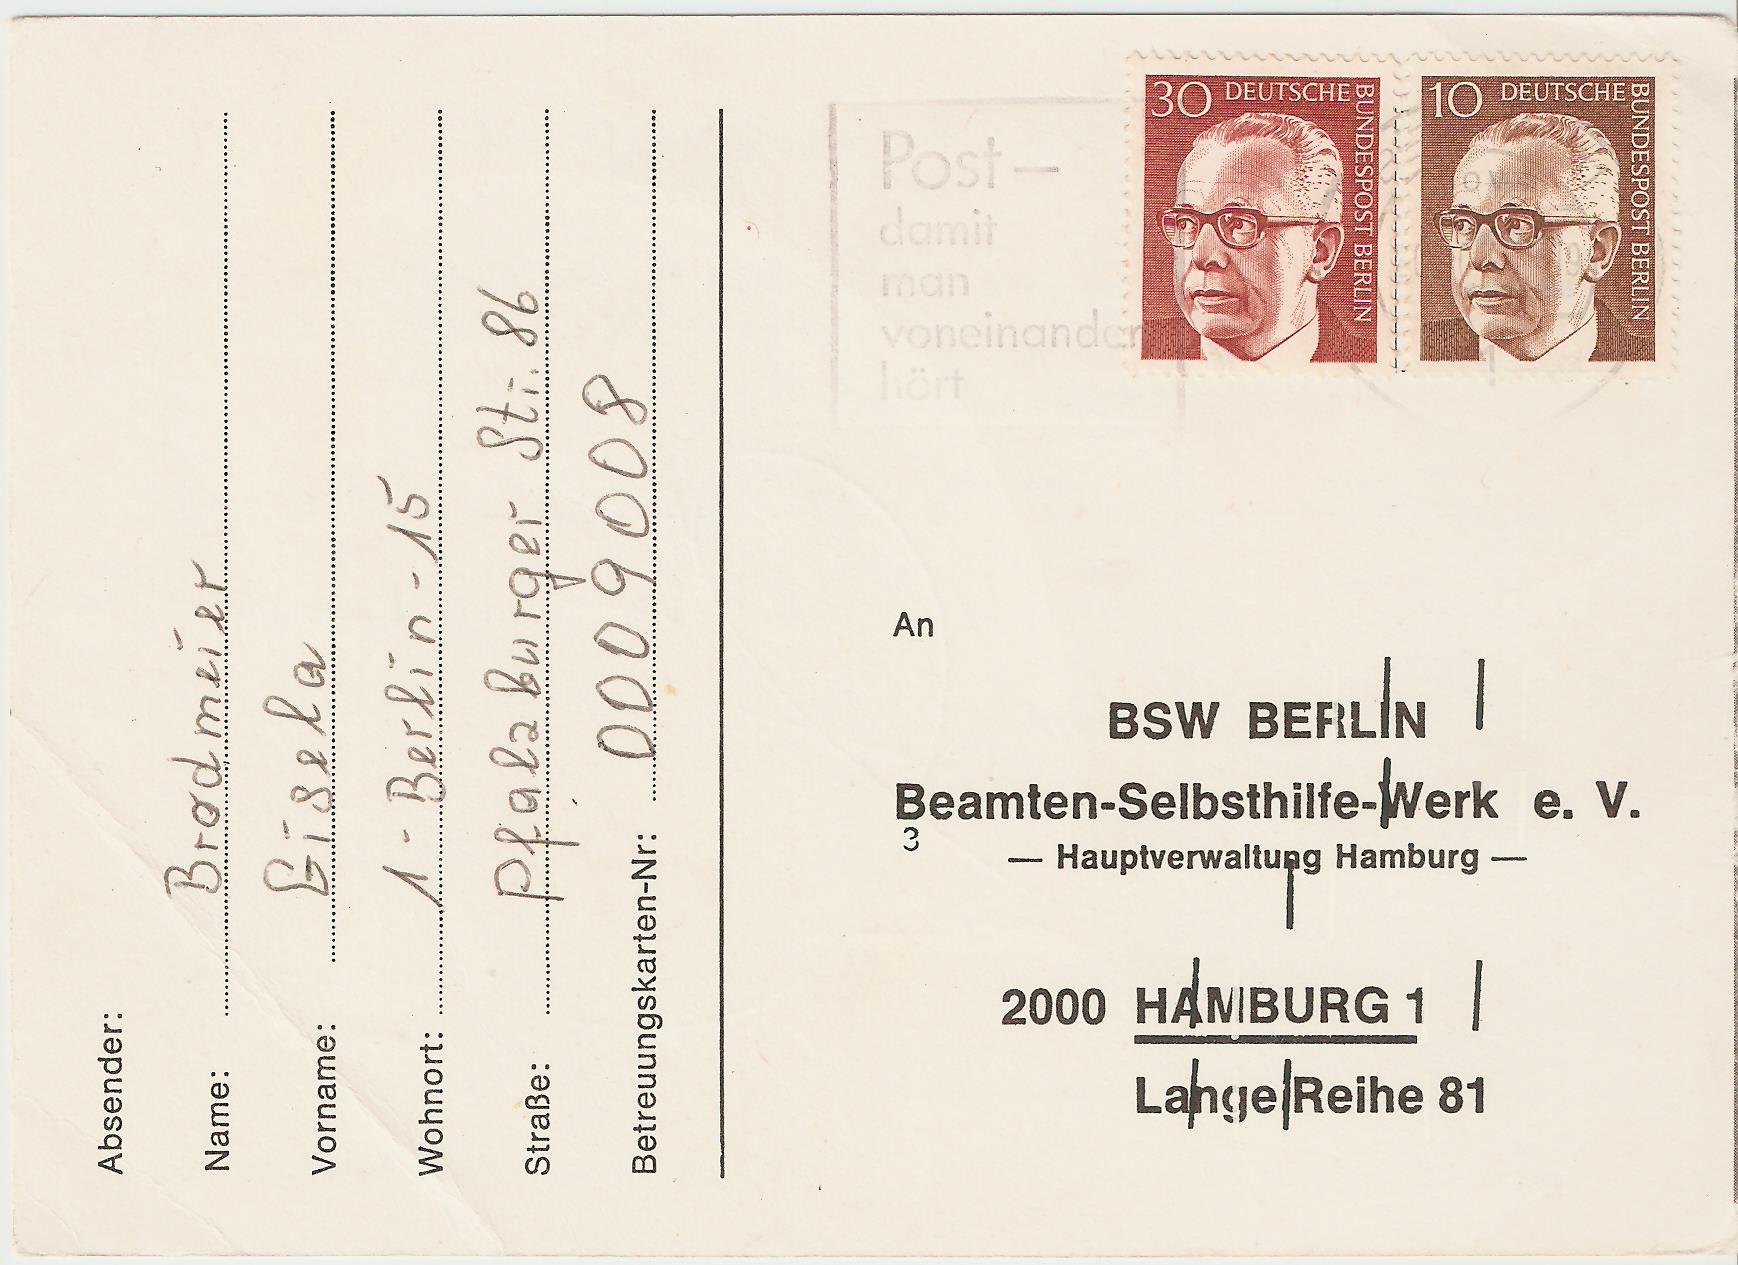 Absender:
Name: Brodmeier
Vorname: Gisela
Wohnort: 1-Berlin-15
Straße: Pfalzburger Str. 86
Betreuungskarten-Nr: 0009008
Post –
damit
man
voneinander
hört
30 DEUTSCHE BUNDESPOST BERLIN
10 DEUTSCHE BUNDESPOST BERLIN
An
BSW BERLIN
Beamten-Selbsthilfe-Werk e. V.
3
— Hauptverwaltung Hamburg —
2000 HAMBURG 1
Lange Reihe 81